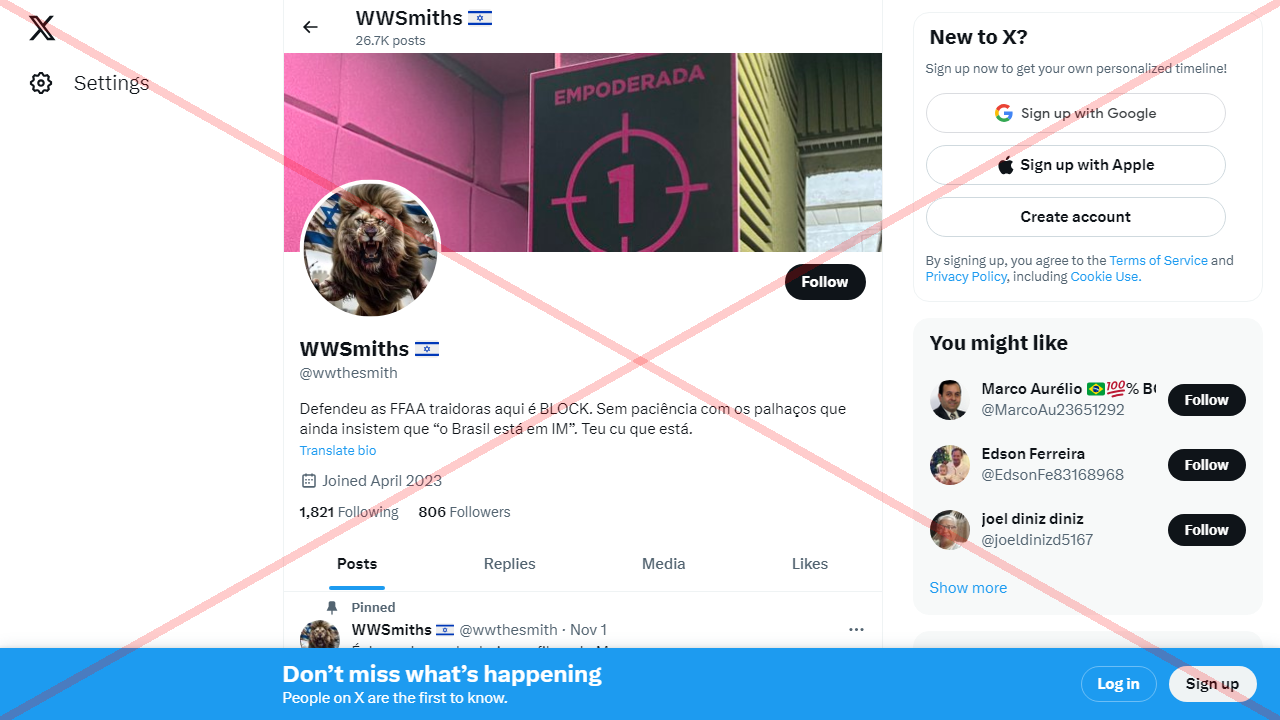 WWSmiths
26.7K posts
Settings
EMPODERADA
1
Follow
WWSmiths
@wwthesmith
Defendeu as FFAA traidoras aqui é BLOCK. Sem paciência com os palhaços que
ainda insistem que “o Brasil está em IM”. Teu cu que está.
Translate bio
Joined April 2023
1,821 Following 806 Followers
Posts Replies Media Likes
Pinned
WWSmiths @wwthesmith · Nov 1
New to X?
Sign up now to get your own personalized timeline!
Sign up with Google
Sign up with Apple
Create account
By signing up, you agree to the Terms of Service and
Privacy Policy, including Cookie Use.
You might like
Marco Aurélio 🇧🇷💯% B
@MarcoAu23651292
Follow
Edson Ferreira
@EdsonFe83168968
Follow
joel diniz diniz
@joeldinizd5167
Follow
Show more
Don’t miss what’s happening
People on X are the first to know.
Log in
Sign up